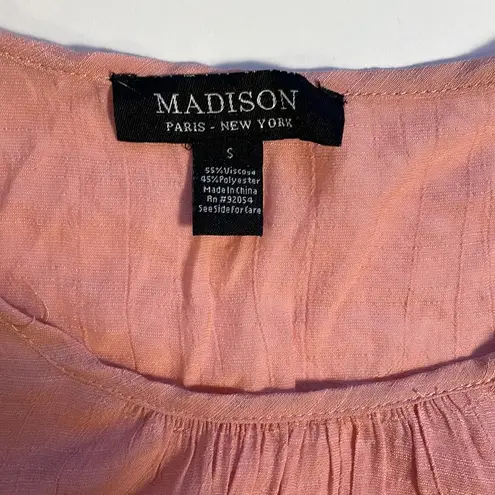 MADISON
PARIS - NEW YORK
S
55%Viscose
45%Polyester
Made In China
Rn #92054
See Side For Care